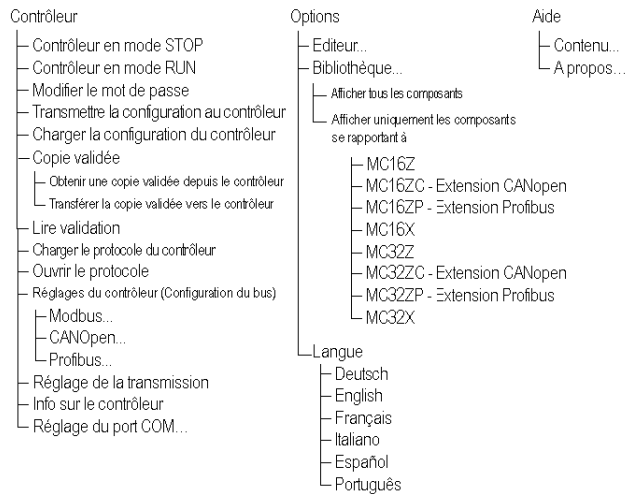 Contrôleur
Contrôleur en mode STOP
Contrôleur en mode RUN
Modifier le mot de passe
Transmettre la configuration au contrôleur
Charger la configuration du contrôleur
Copie validée
Obtenir une copie validée depuis le contrôleur
Transférer la copie validée vers le contrôleur
Lire validation
Charger le protocole du contrôleur
Ouvrir le protocole
Réglages du contrôleur (Configuration du bus)
Modbus...
CANOpen...
Profibus...
Réglage de la transmission
Info sur le contrôleur
Réglage du port COM...
Options
Editeur...
Bibliothèque...
Afficher tous les composants
Afficher uniquement les composants
se rapportant à
MC16Z
MC16ZC - Extension CANopen
MC16ZP - Extension Profibus
MC16X
MC32Z
MC32ZC - Extension CANopen
MC32ZP - Extension Profibus
MC32X
Langue
Deutsch
English
Français
Italiano
Español
Português
Aide
Contenu...
A propos...